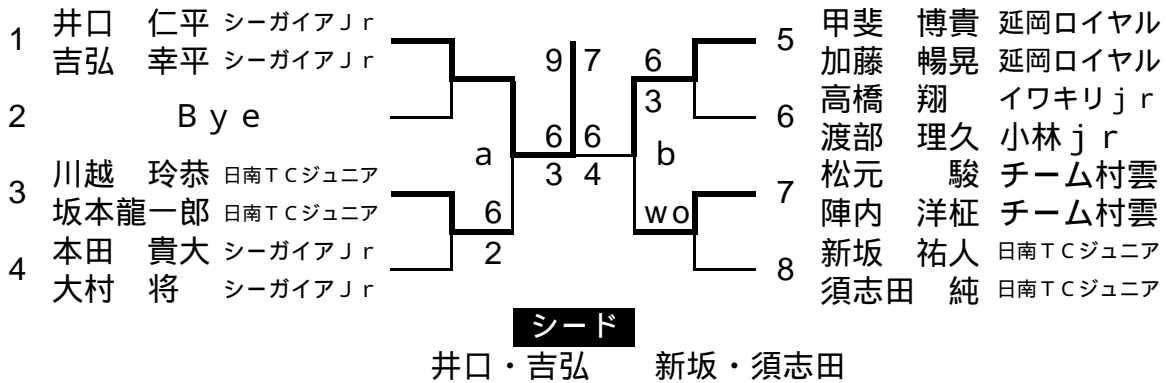 1 井口　仁平 シーガイアＪｒ
吉弘　幸平 シーガイアＪｒ
2 Ｂｙｅ
3 川越　玲恭 日南ＴＣジュニア
坂本龍一郎 日南ＴＣジュニア
4 本田　貴大 シーガイアＪｒ
大村　将 シーガイアＪｒ
a
6
2
9 7
6 6
3 4
6
3
b
wo
5 甲斐　博貴 延岡ロイヤル
加藤　暢晃 延岡ロイヤル
6 高橋　翔 イワキリｊｒ
渡部　理久 小林ｊｒ
7 松元　駿 チーム村雲
陣内　洋柾 チーム村雲
8 新坂　祐人 日南ＴＣジュニア
須志田　純 日南ＴＣジュニア
シード
井口・吉弘　新坂・須志田